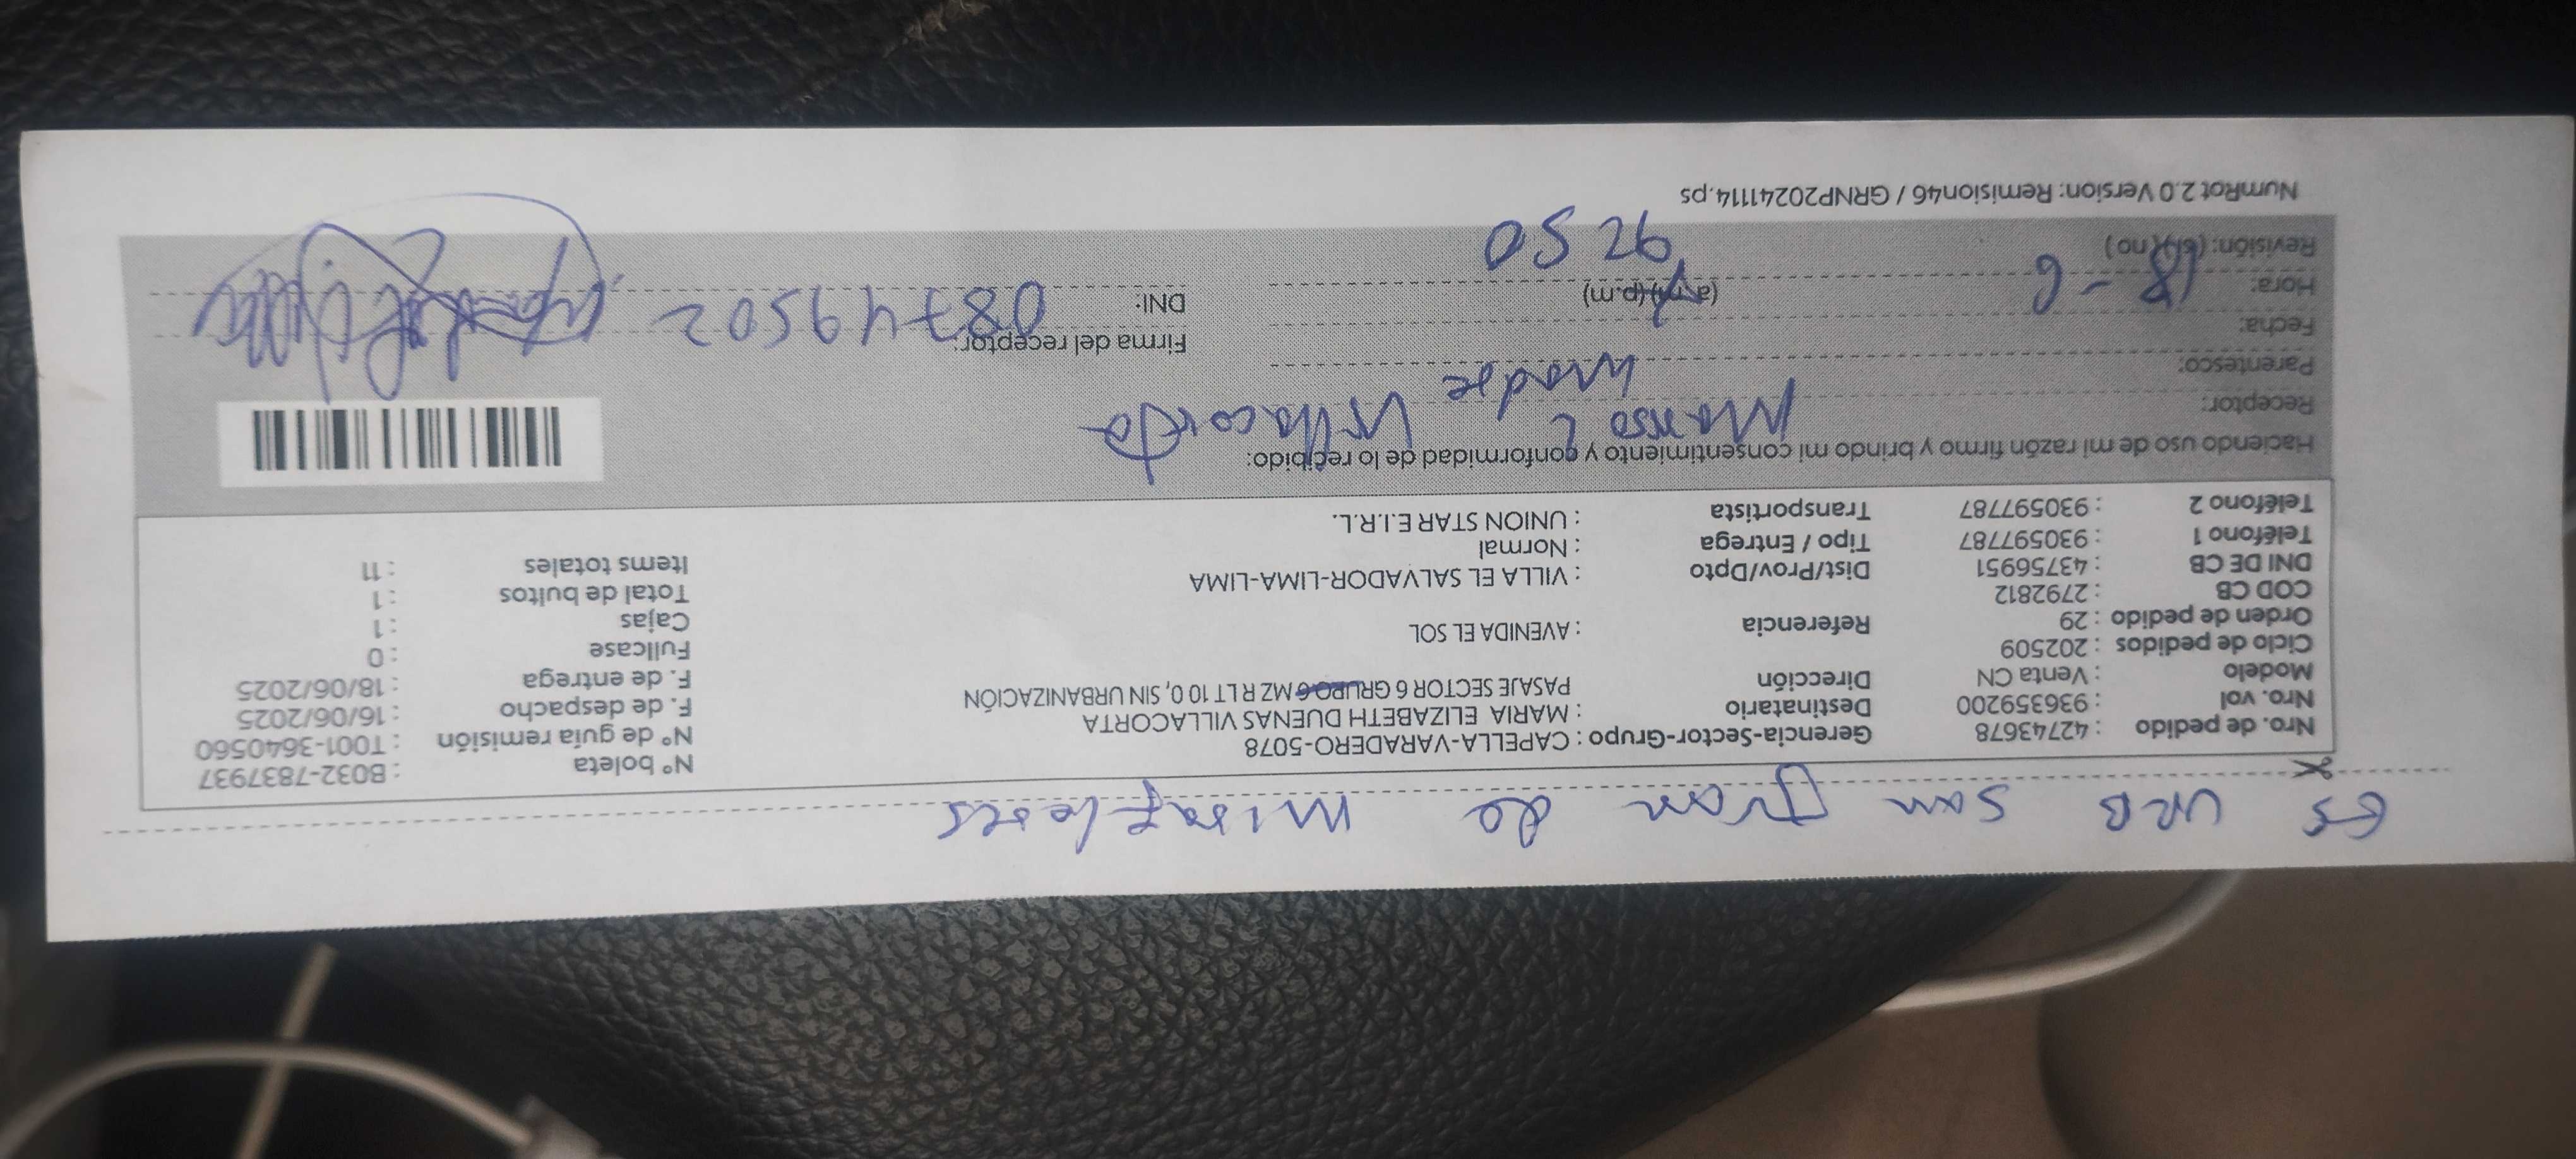 Es URB San Juan de Miraflores
Nro. de pedido : 42743678 Gerencia-Sector-Grupo : CAPELLA-VARADERO-5078 N° boleta : B032-7837937
Nro. vol : 936359200 Destinatario : MARIA ELIZABETH DUENAS VILLACORTA N° de guía remisión : T001-3640560
Modelo : Venta CN Dirección PASAJE SECTOR 6 GRUPO 6 MZ R LT 10 0, SIN URBANIZACIÓN F. de despacho : 16/06/2025
Ciclo de pedidos : 202509 F. de entrega : 18/06/2025
Orden de pedido : 29 Referencia : AVENIDA EL SOL Fullcase : 0
COD CB : 2792812 Cajas : 1
DNI DE CB : 43756951 Dist/Prov/Dpto : VILLA EL SALVADOR-LIMA-LIMA Total de bultos : 1
Teléfono 1 : 930597787 Tipo / Entrega : Normal Items totales : 11
Teléfono 2 : 930597787 Transportista : UNION STAR E.I.R.L.
Haciendo uso de mi razón firmo y brindo mi consentimiento y conformidad de lo recibido:
Receptor: Villacorta
Parentesco: Madre
Fecha: 18-6 Firma del receptor:
Hora: 9250 (a.m) (p.m) DNI: 08749502
Revisión: (si) (no)
NumRot 2.0 Version: Remision46 / GRNP20241114.ps